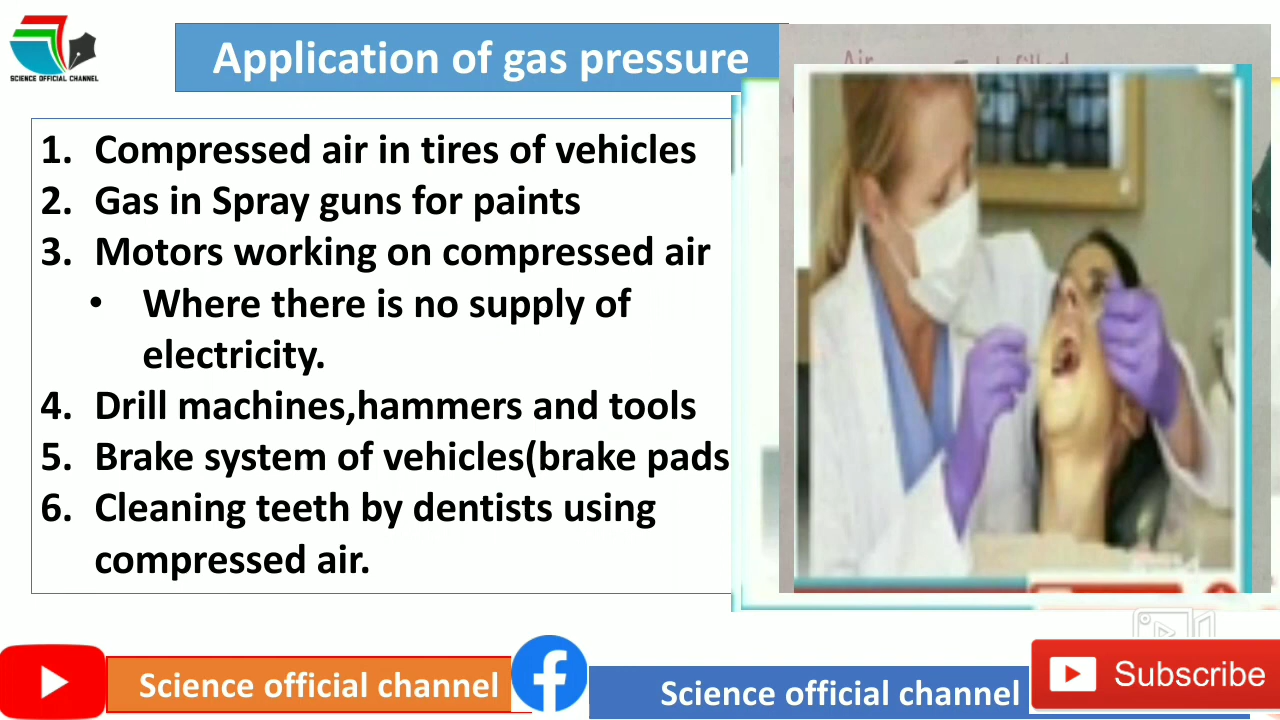 SCIENCE OFFICIAL CHANNEL
Application of gas pressure
Air
1. Compressed air in tires of vehicles
2. Gas in Spray guns for paints
3. Motors working on compressed air
• Where there is no supply of
electricity.
4. Drill machines,hammers and tools
5. Brake system of vehicles(brake pads
6. Cleaning teeth by dentists using
compressed air.
Science official channel
Science official channel
Subscribe